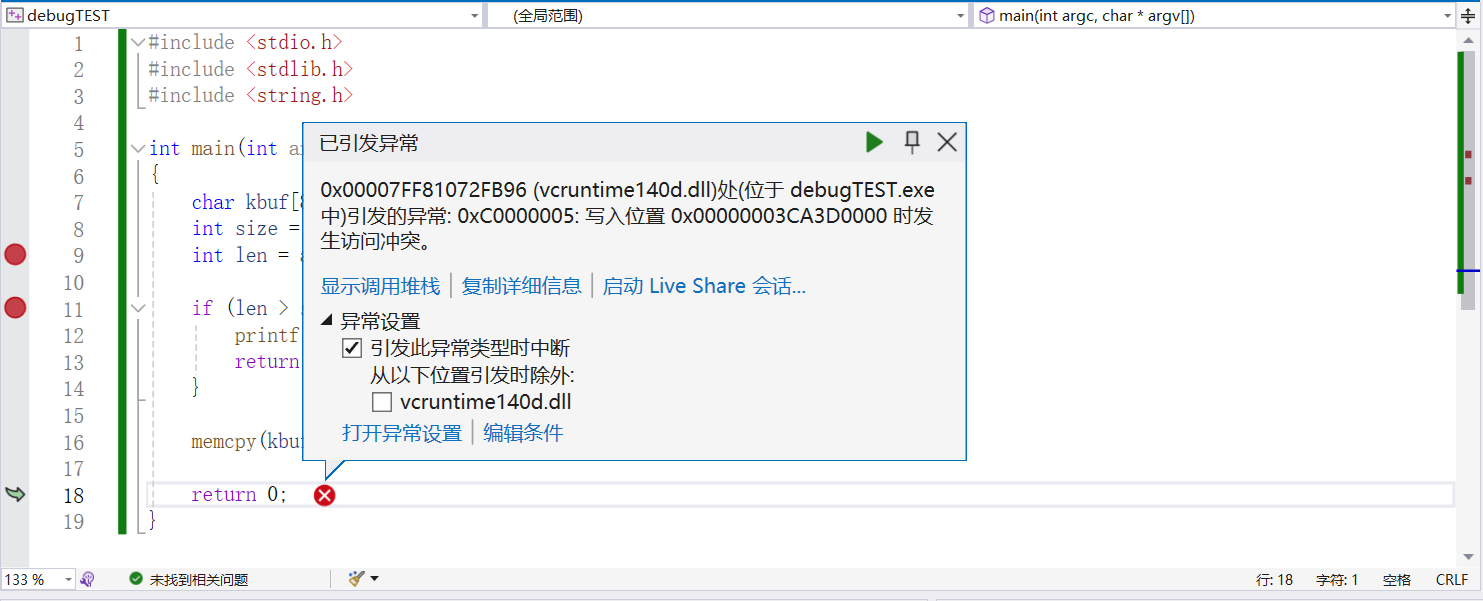 debugTEST (全局范围) main(int argc, char * argv[])
1 #include <stdio.h>
2 #include <stdlib.h>
3 #include <string.h>
4
5 int main(int
6 {
7 char kbuf[
8 int size =
9 int len =
10
11 if (len >
12 printf
13 return
14 }
15
16 memcpy(
17
18 return 0;
19 }
已引发异常
0x00007FF81072FB96 (vcruntime140d.dll)处(位于 debugTEST.exe
中)引发的异常: 0xC0000005: 写入位置 0x00000003CA3D0000 时发
生访问冲突。
显示调用堆栈 | 复制详细信息 | 启动 Live Share 会话...
异常设置
引发此异常类型时中断
从以下位置引发时除外:
vcruntime140d.dll
打开异常设置 | 编辑条件
133 % 未找到相关问题 行: 18 字符: 1 空格 CRLF